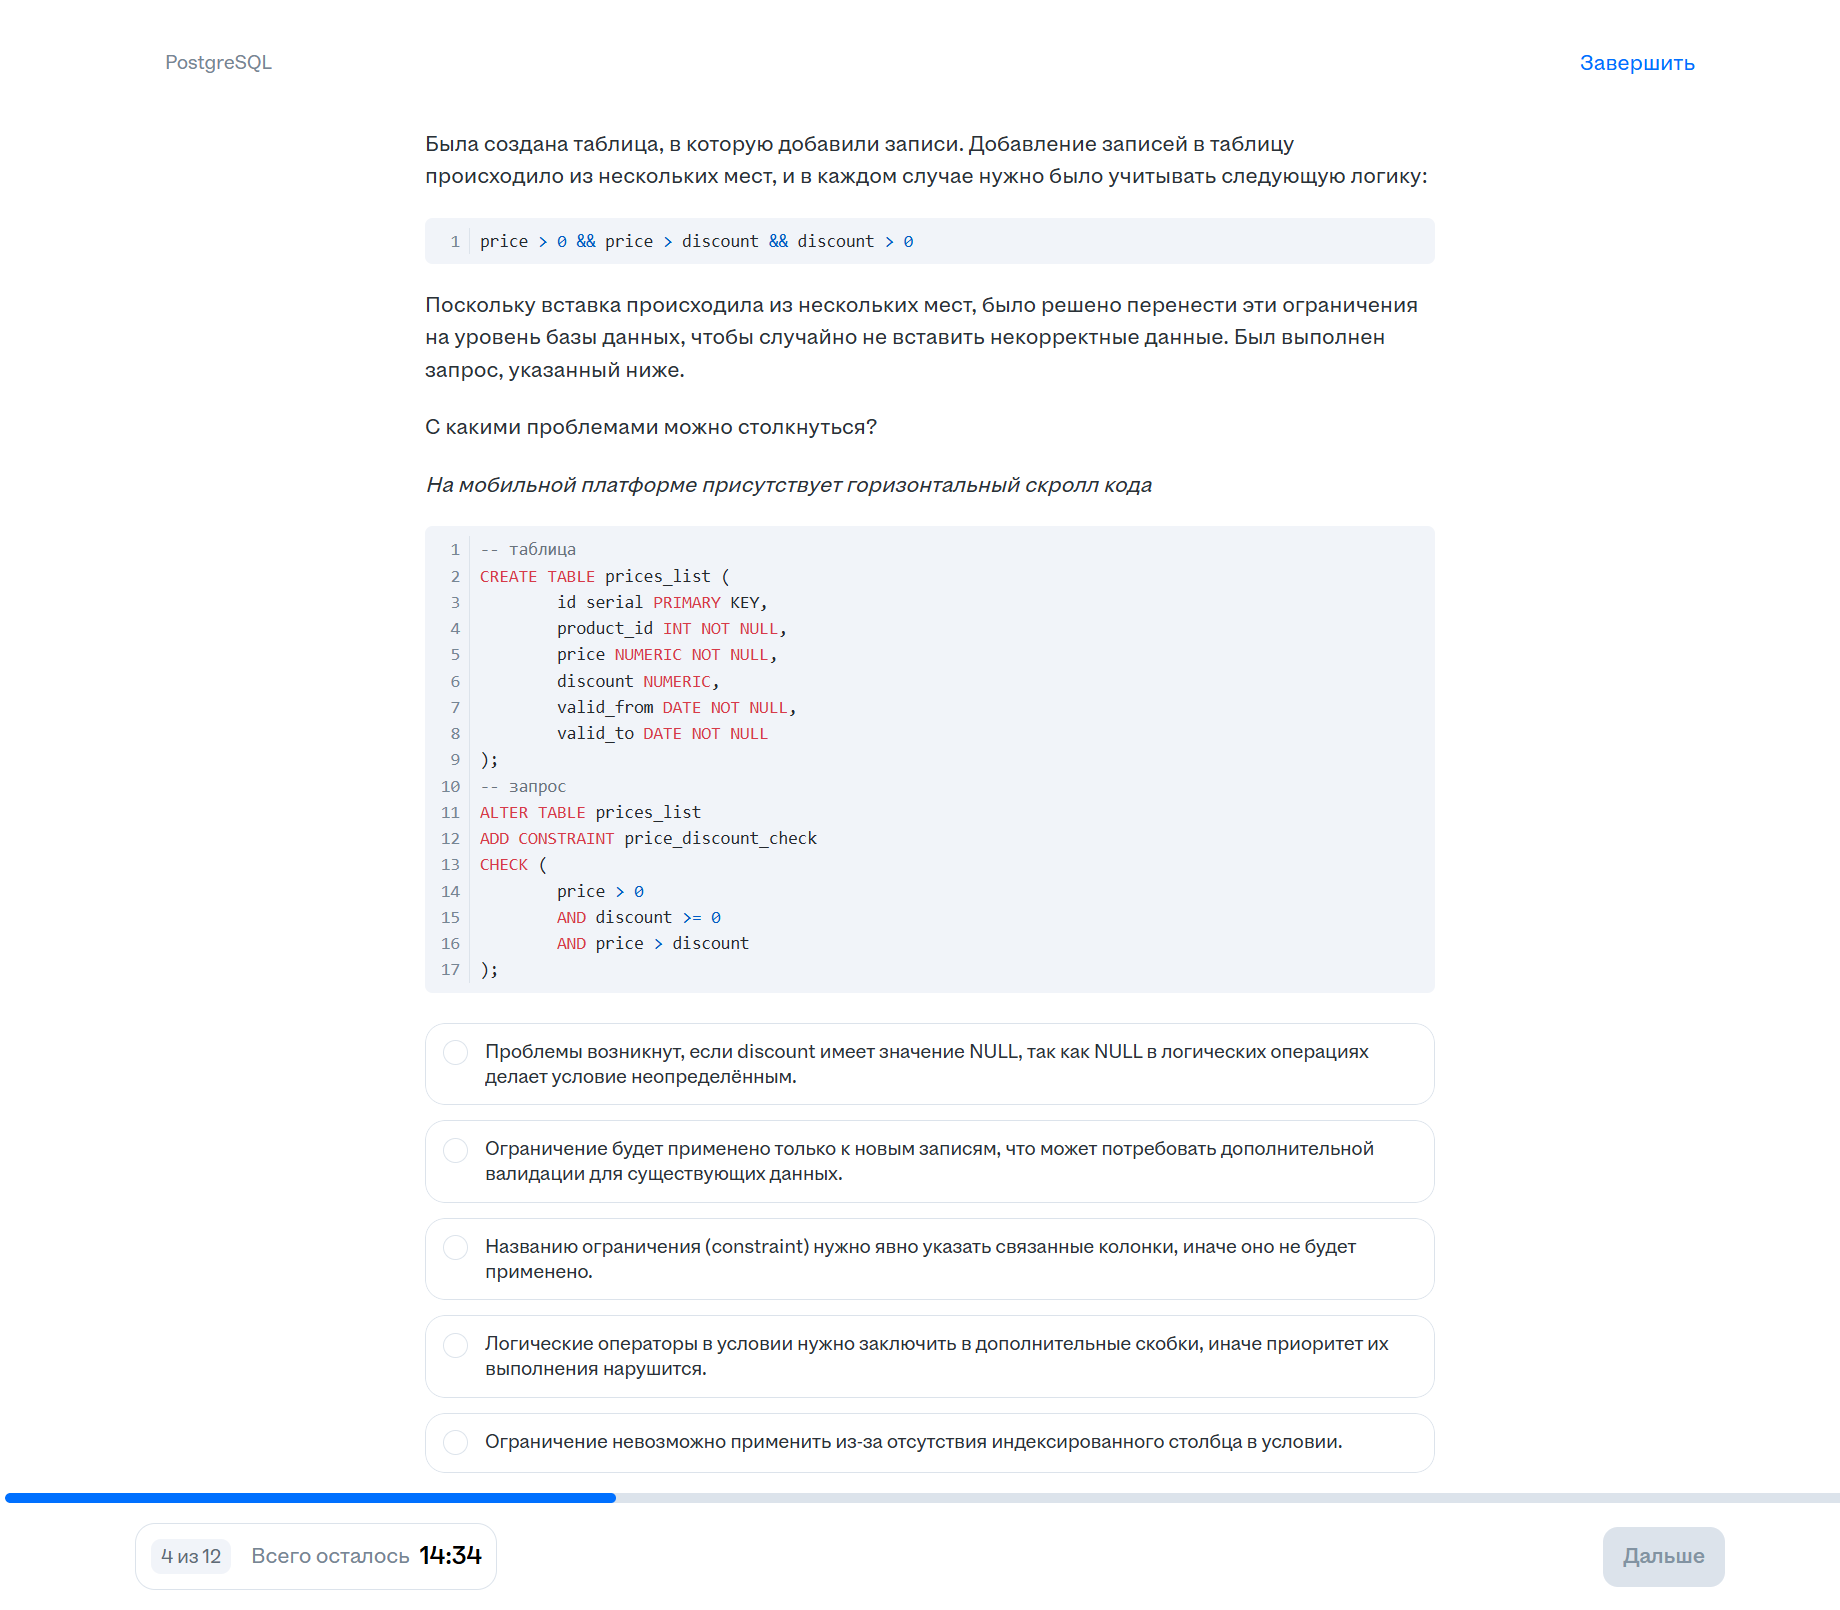 PostgreSQL
Завершить
Была создана таблица, в которую добавили записи. Добавление записей в таблицу
происходило из нескольких мест, и в каждом случае нужно было учитывать следующую логику:
1 price > 0 && price > discount && discount > 0
Поскольку вставка происходила из нескольких мест, было решено перенести эти ограничения
на уровень базы данных, чтобы случайно не вставить некорректные данные. Был выполнен
запрос, указанный ниже.
С какими проблемами можно столкнуться?
На мобильной платформе присутствует горизонтальный скролл кода
1 -- таблица
2 CREATE TABLE prices_list (
3 id serial PRIMARY KEY,
4 product_id INT NOT NULL,
5 price NUMERIC NOT NULL,
6 discount NUMERIC,
7 valid_from DATE NOT NULL,
8 valid_to DATE NOT NULL
9 );
10 -- запрос
11 ALTER TABLE prices_list
12 ADD CONSTRAINT price_discount_check
13 CHECK (
14 price > 0
15 AND discount >= 0
16 AND price > discount
17 );
Проблемы возникнут, если discount имеет значение NULL, так как NULL в логических операциях
делает условие неопределённым.
Ограничение будет применено только к новым записям, что может потребовать дополнительной
валидации для существующих данных.
Названию ограничения (constraint) нужно явно указать связанные колонки, иначе оно не будет
применено.
Логические операторы в условии нужно заключить в дополнительные скобки, иначе приоритет их
выполнения нарушится.
Ограничение невозможно применить из-за отсутствия индексированного столбца в условии.
4 из 12 Всего осталось 14:34
Дальше